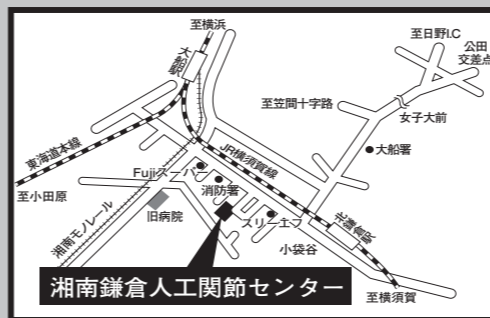 至横浜
大船駅
至日野I.C
公田
交差点
至笠間十字路
女子大前
大船署
東海道本線
JR横須賀線
Fujiスーパー
消防署
至小田原
湘南モノレール
旧病院
スリーエフ
北鎌倉駅
小袋谷
湘南鎌倉人工関節センター
至横須賀